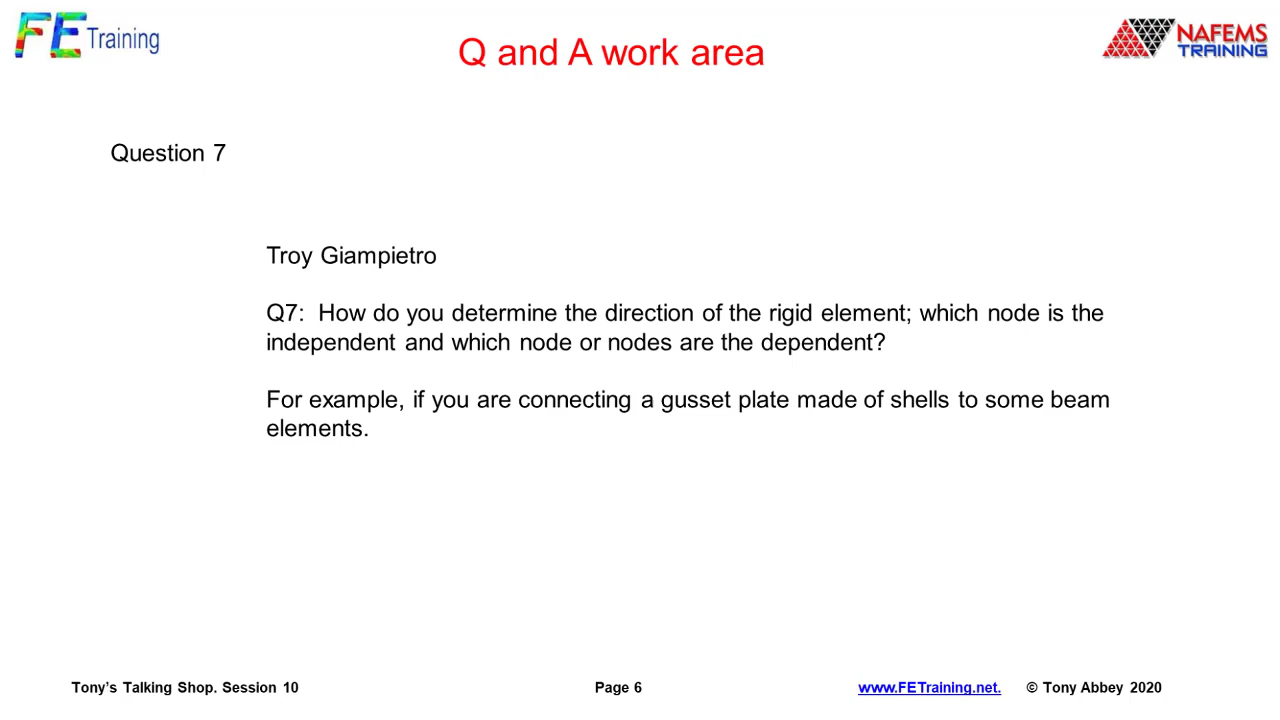 FE Training
Q and A work area
NAFEMS
TRAINING
Question 7
Troy Giampietro
Q7: How do you determine the direction of the rigid element; which node is the
independent and which node or nodes are the dependent?
For example, if you are connecting a gusset plate made of shells to some beam
elements.
Tony’s Talking Shop. Session 10
Page 6
www.FETraining.net.
© Tony Abbey 2020